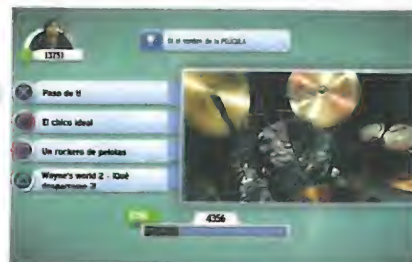 13751
Di el nombre de la PELÍCULA
Paso de ti
El chico ideal
Un rockero de pelotas
Wayne's world 2 - ¡Qué
desparrame 2!
4356